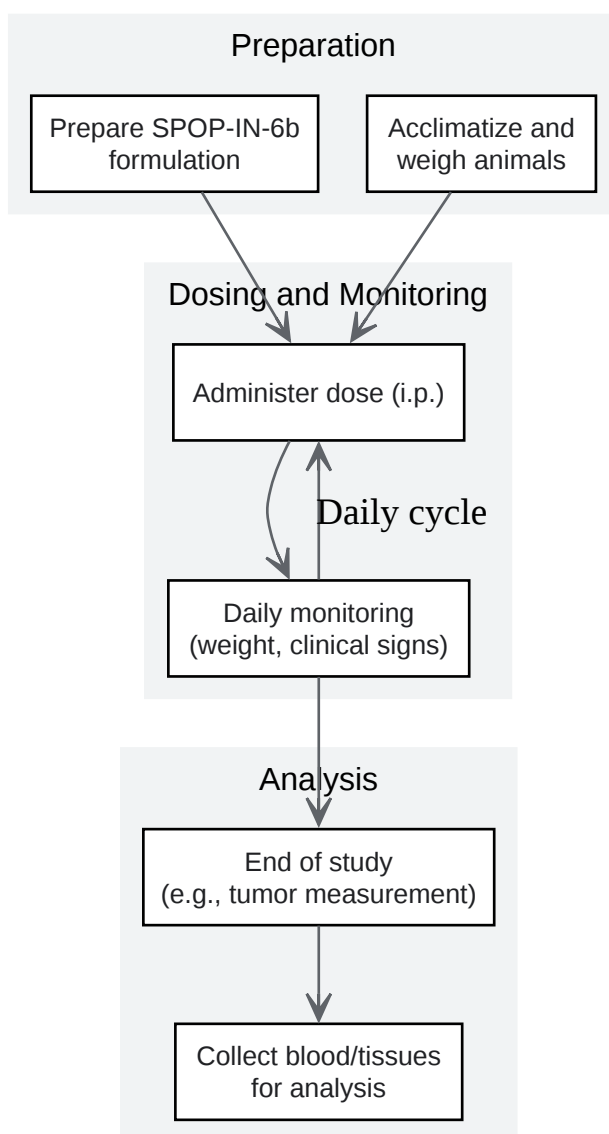 Preparation
Prepare SPOP-IN-6b
formulation
Acclimatize and
weigh animals
Dosing and Monitoring
Administer dose (i.p.)
Daily cycle
Daily monitoring
(weight, clinical signs)
Analysis
End of study
(e.g., tumor measurement)
Collect blood/tissues
for analysis